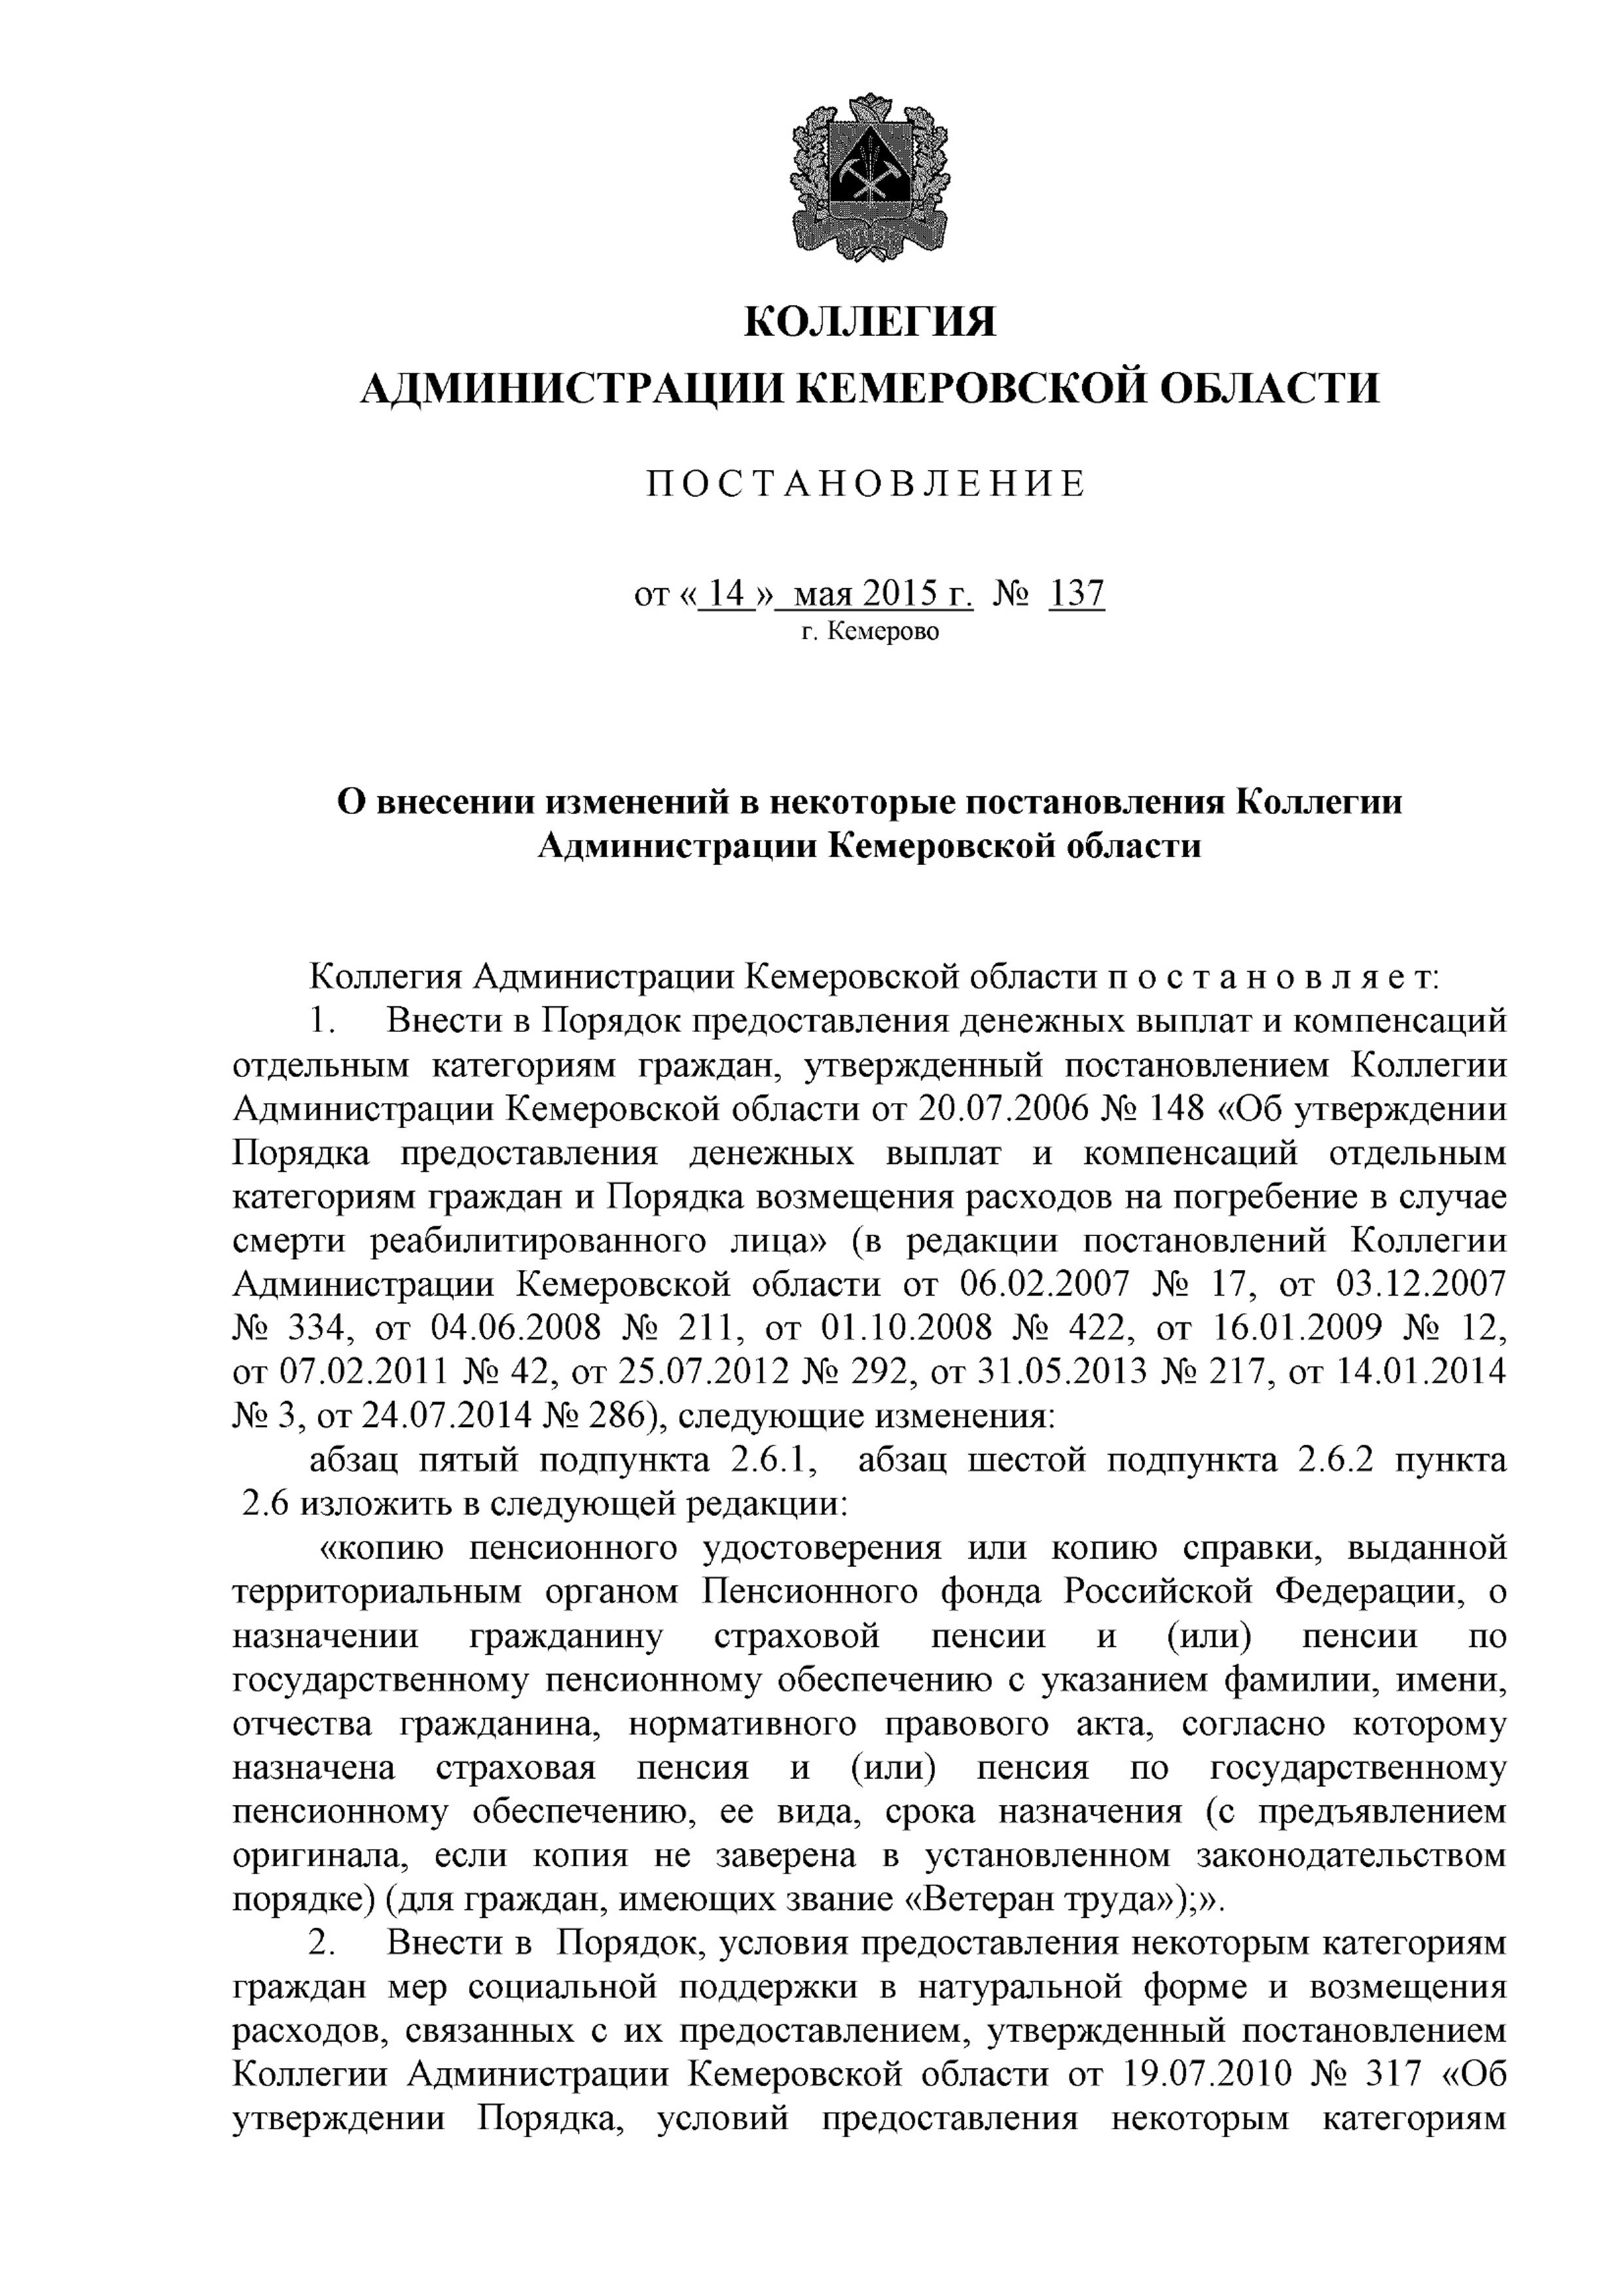 КОЛЛЕГИЯ
АДМИНИСТРАЦИИ КЕМЕРОВСКОЙ ОБЛАСТИ
П О С Т А Н О В Л Е Н И Е
от « 14 » мая 2015 г. № 137
г. Кемерово
О внесении изменений в некоторые постановления Коллегии
Администрации Кемеровской области
Коллегия Администрации Кемеровской области п о с т а н о в л я е т:
1. Внести в Порядок предоставления денежных выплат и компенсаций
отдельным категориям граждан, утвержденный постановлением Коллегии
Администрации Кемеровской области от 20.07.2006 № 148 «Об утверждении
Порядка предоставления денежных выплат и компенсаций отдельным
категориям граждан и Порядка возмещения расходов на погребение в случае
смерти реабилитированного лица» (в редакции постановлений Коллегии
Администрации Кемеровской области от 06.02.2007 № 17, от 03.12.2007
№ 334, от 04.06.2008 № 211, от 01.10.2008 № 422, от 16.01.2009 № 12,
от 07.02.2011 № 42, от 25.07.2012 № 292, от 31.05.2013 № 217, от 14.01.2014
№ 3, от 24.07.2014 № 286), следующие изменения:
абзац пятый подпункта 2.6.1, абзац шестой подпункта 2.6.2 пункта
2.6 изложить в следующей редакции:
«копию пенсионного удостоверения или копию справки, выданной
территориальным органом Пенсионного фонда Российской Федерации, о
назначении гражданину страховой пенсии и (или) пенсии по
государственному пенсионному обеспечению с указанием фамилии, имени,
отчества гражданина, нормативного правового акта, согласно которому
назначена страховая пенсия и (или) пенсия по государственному
пенсионному обеспечению, ее вида, срока назначения (с предъявлением
оригинала, если копия не заверена в установленном законодательством
порядке) (для граждан, имеющих звание «Ветеран труда»);».
2. Внести в Порядок, условия предоставления некоторым категориям
граждан мер социальной поддержки в натуральной форме и возмещения
расходов, связанных с их предоставлением, утвержденный постановлением
Коллегии Администрации Кемеровской области от 19.07.2010 № 317 «Об
утверждении Порядка, условий предоставления некоторым категориям